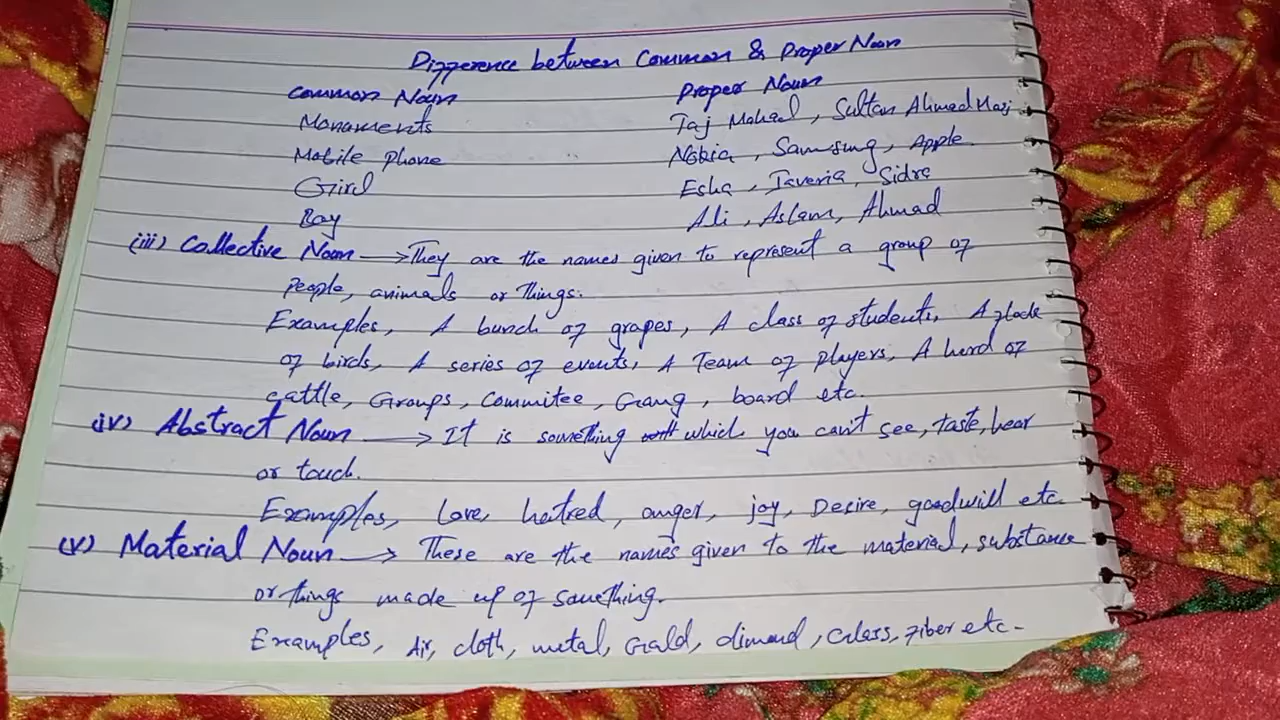 Difference between Common & Proper Noun
Common Noun Proper Noun
Monaments Taj Mahal, Sultan Ahmad Masj
Mobile phone Nokia, Samsung, Apple.
Girl Esha, Javeria, Sidra
Boy Ali, Aslam, Ahmad
(iii) Collective Noun → They are the names given to represent a group of
People, animals or things.
Examples, A bunch of grapes, A class of students, A flock
of birds, A series of events, A Team of players, A herd of
cattle, Groups, Commitee, Gang, board etc.
(iv) Abstract Noun → It is something which you can't see, taste, hear
or touch.
Examples, Love, hatred, anger, joy, Desire, goodwill etc
(v) Material Noun → These are the names given to the material, substance
or things made up of something.
Examples, Air, cloth, metal, Gold, dimond, Glass, Fiber etc-